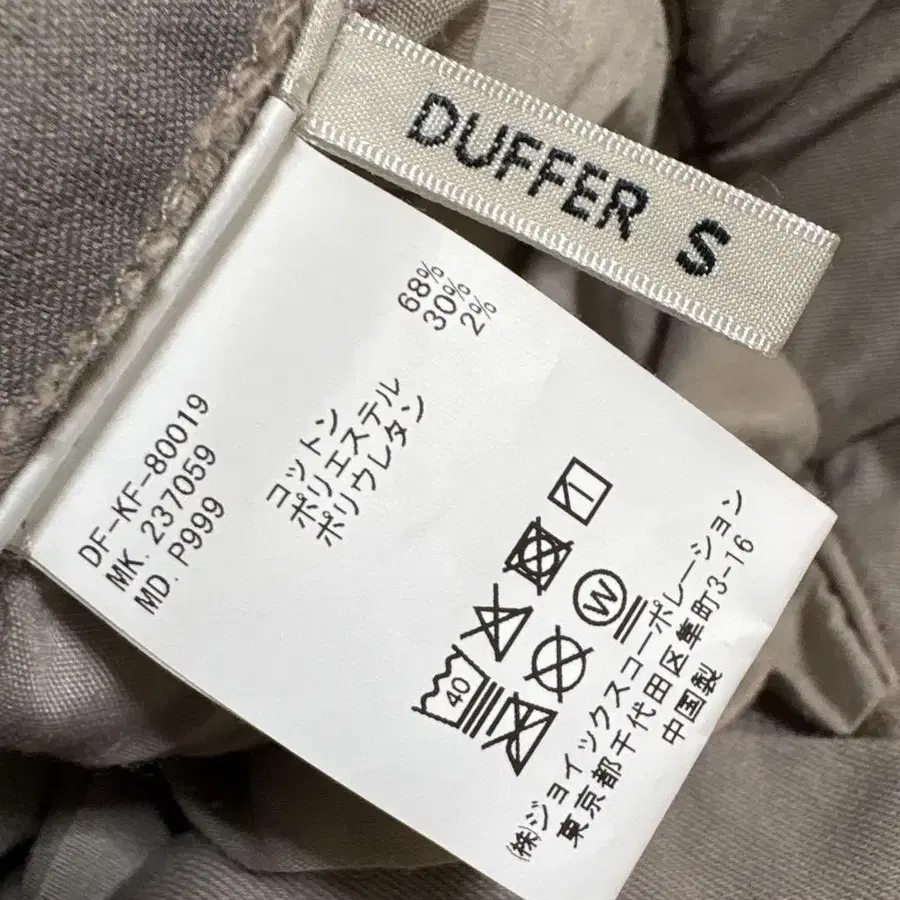 DUFFER S
DF-KF-80019
MK. 237059
MD. P999
コットン 68%
ポリエステル 30%
ポリウレタン 2%
40
W
(株)ジョイックスコーポレーション
東京都千代田区隼町3-16
中国製